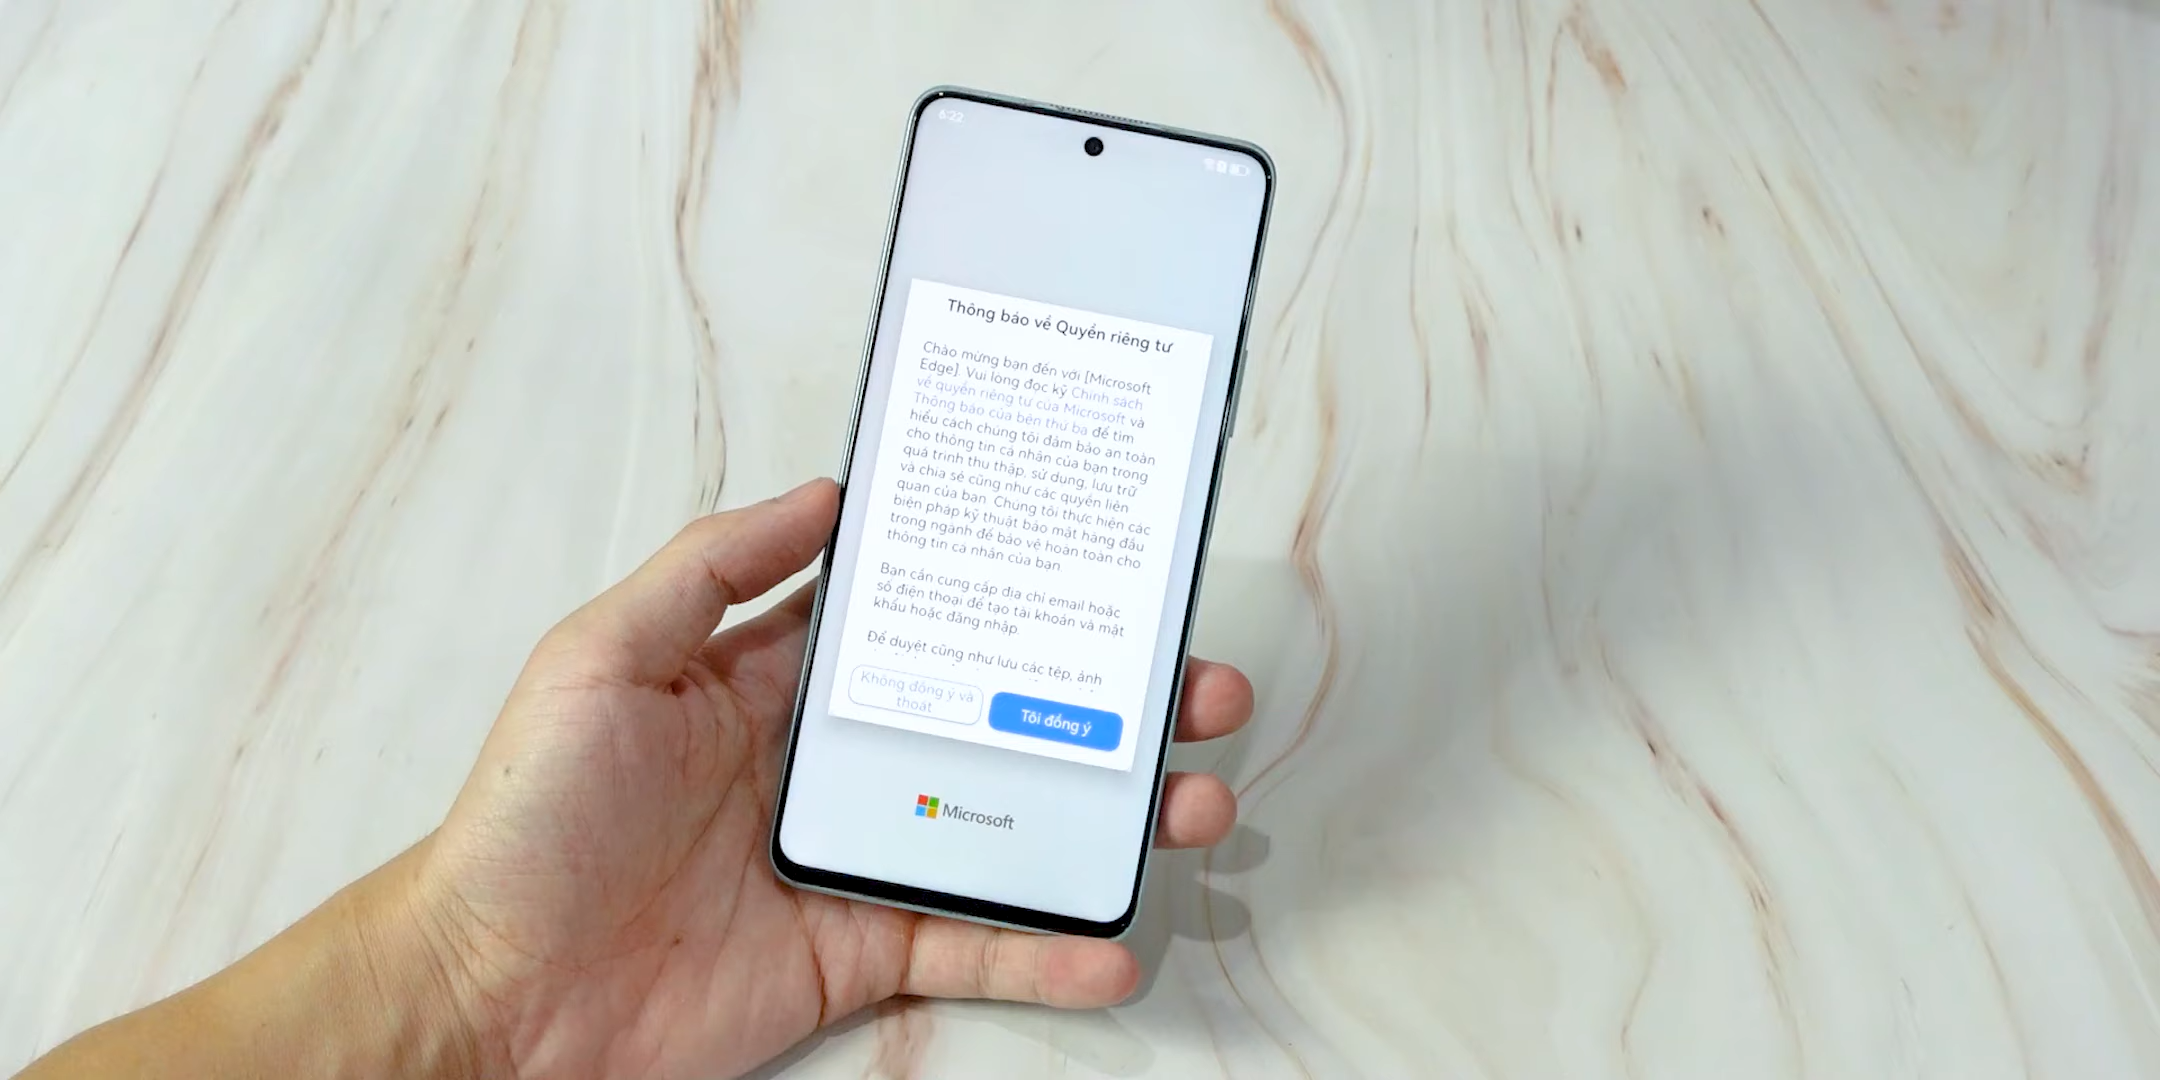 6:22
Thông báo về Quyền riêng tư
Chào mừng bạn đến với [Microsoft
Edge]. Vui lòng đọc kỹ Chính sách
về quyền riêng tư của Microsoft và
Thông báo của bên thứ ba để tìm
hiểu cách chúng tôi đảm bảo an toàn
cho thông tin cá nhân của bạn trong
quá trình thu thập, sử dụng, lưu trữ
và chia sẻ cũng như các quyền liên
quan của bạn. Chúng tôi thực hiện các
biện pháp kỹ thuật bảo mật hàng đầu
trong ngành để bảo vệ hoàn toàn cho
thông tin cá nhân của bạn.
Bạn cần cung cấp địa chỉ email hoặc
số điện thoại để tạo tài khoản và mật
khẩu hoặc đăng nhập.
Để duyệt cũng như lưu các tệp, ảnh
Không đồng ý và
thoát
Tôi đồng ý
Microsoft